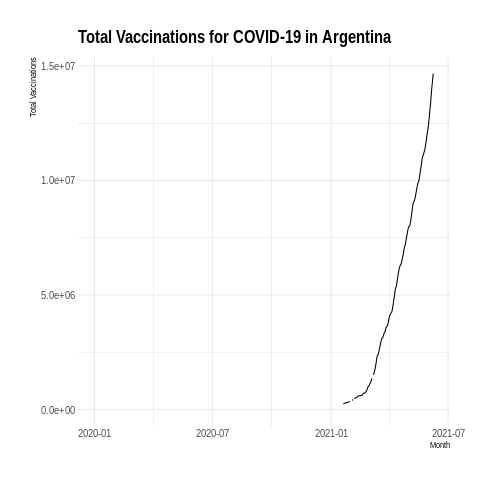 Total Vaccinations for COVID-19 in Argentina
Total Vaccinations
1.5e+07
1.0e+07
5.0e+06
0.0e+00
2020-01
2020-07
2021-01
2021-07
Month